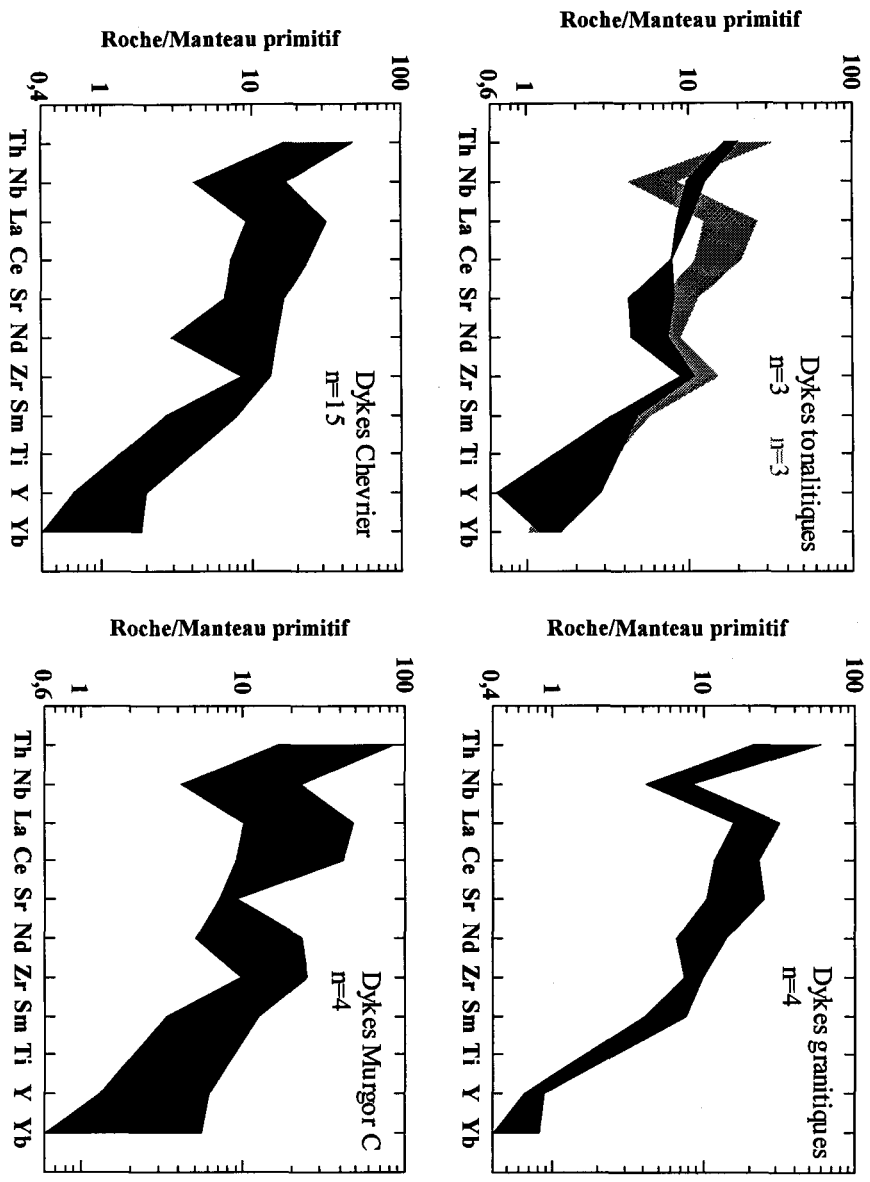 Roche/Manteau primitif
100
10
1
0,6
Dykes tonalitiques
n=3 n=3
Th Nb La Ce Sr Nd Zr Sm Ti Y Yb
Roche/Manteau primitif
100
10
1
0,4
Dykes granitiques
n=4
Th Nb La Ce Sr Nd Zr Sm Ti Y Yb
Roche/Manteau primitif
100
10
1
0,4
Dykes Chevrier
n=15
Th Nb La Ce Sr Nd Zr Sm Ti Y Yb
Roche/Manteau primitif
100
10
1
0,6
Dykes Murgor C
n=4
Th Nb La Ce Sr Nd Zr Sm Ti Y Yb